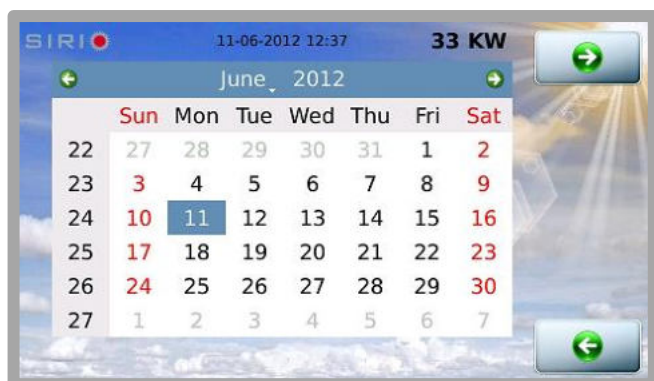 SIRIO 11-06-2012 12:37 33 KW
June 2012
Sun Mon Tue Wed Thu Fri Sat
22 27 28 29 30 31 1 2
23 3 4 5 6 7 8 9
24 10 11 12 13 14 15 16
25 17 18 19 20 21 22 23
26 24 25 26 27 28 29 30
27 1 2 3 4 5 6 7